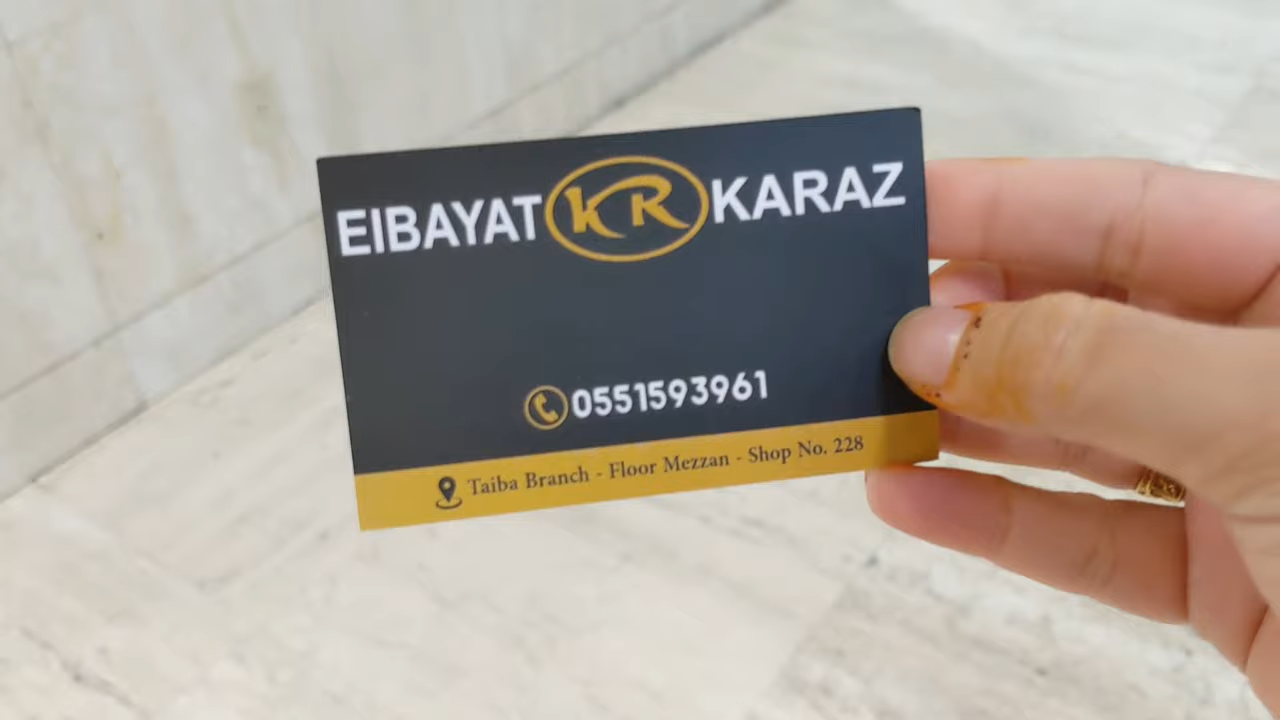 EIBAYAT KR KARAZ
0551593961
Taiba Branch - Floor Mezzan - Shop No. 228